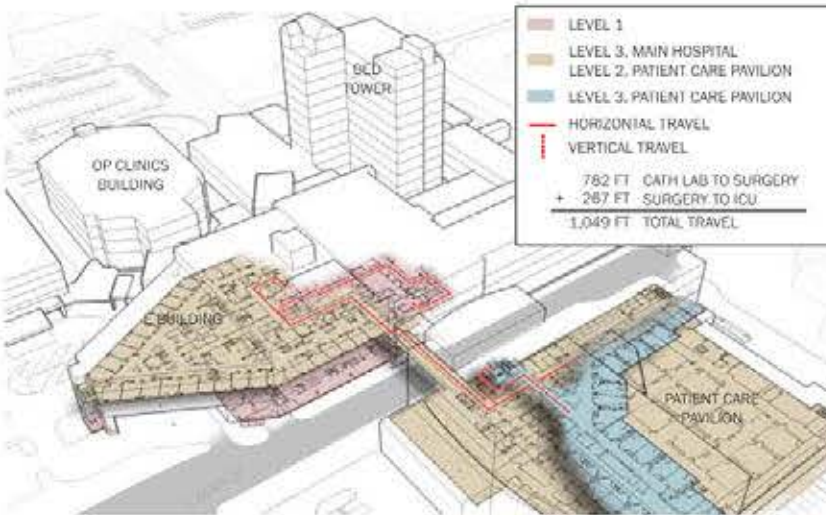 LEVEL 1
LEVEL 3, MAIN HOSPITAL
LEVEL 2, PATIENT CARE PAVILION
LEVEL 3, PATIENT CARE PAVILION
HORIZONTAL TRAVEL
VERTICAL TRAVEL
782 FT CATH LAB TO SURGERY
+ 267 FT SURGERY TO ICU
1,049 FT TOTAL TRAVEL
BED
TOWER
OP CLINICS
BUILDING
E BUILDING
PATIENT CARE
PAVILION